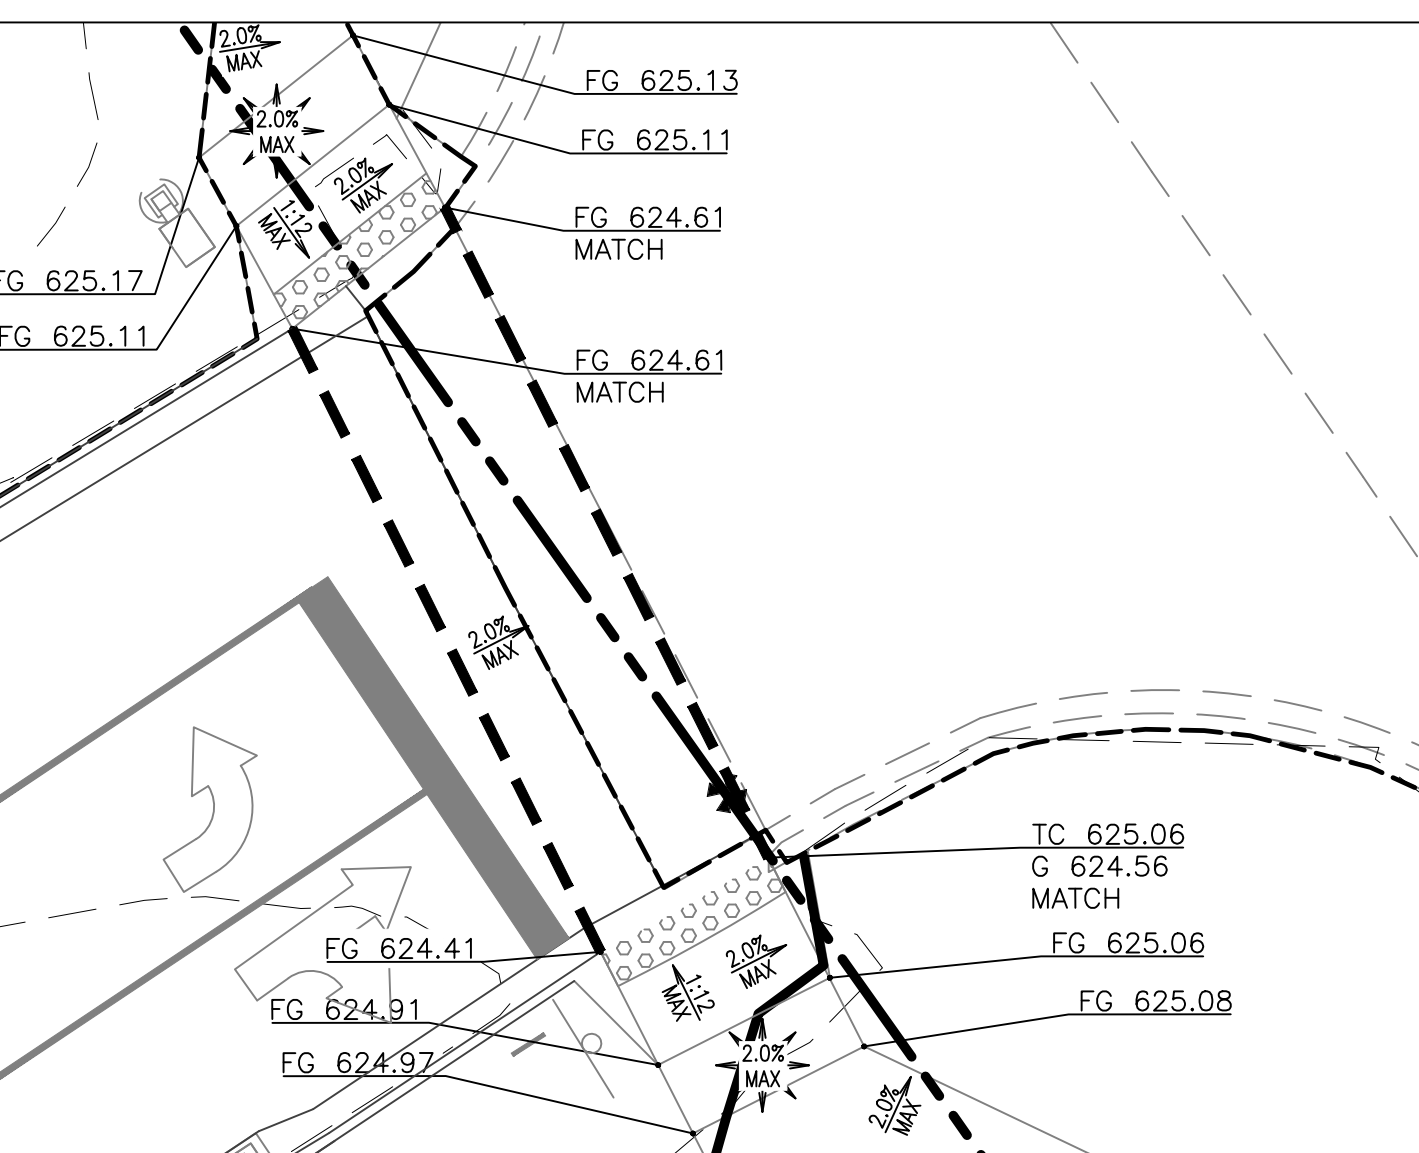 2.0%
MAX
FG 625.13
2.0%
MAX
FG 625.11
2.0%
MAX
1:12
MAX
FG 624.61
MATCH
FG 625.17
FG 625.11
FG 624.61
MATCH
2.0%
MAX
TC 625.06
G 624.56
MATCH
FG 624.41
2.0%
MAX
FG 625.06
1:12
MAX
FG 624.91
FG 625.08
FG 624.97
2.0%
MAX
2.0%
MAX